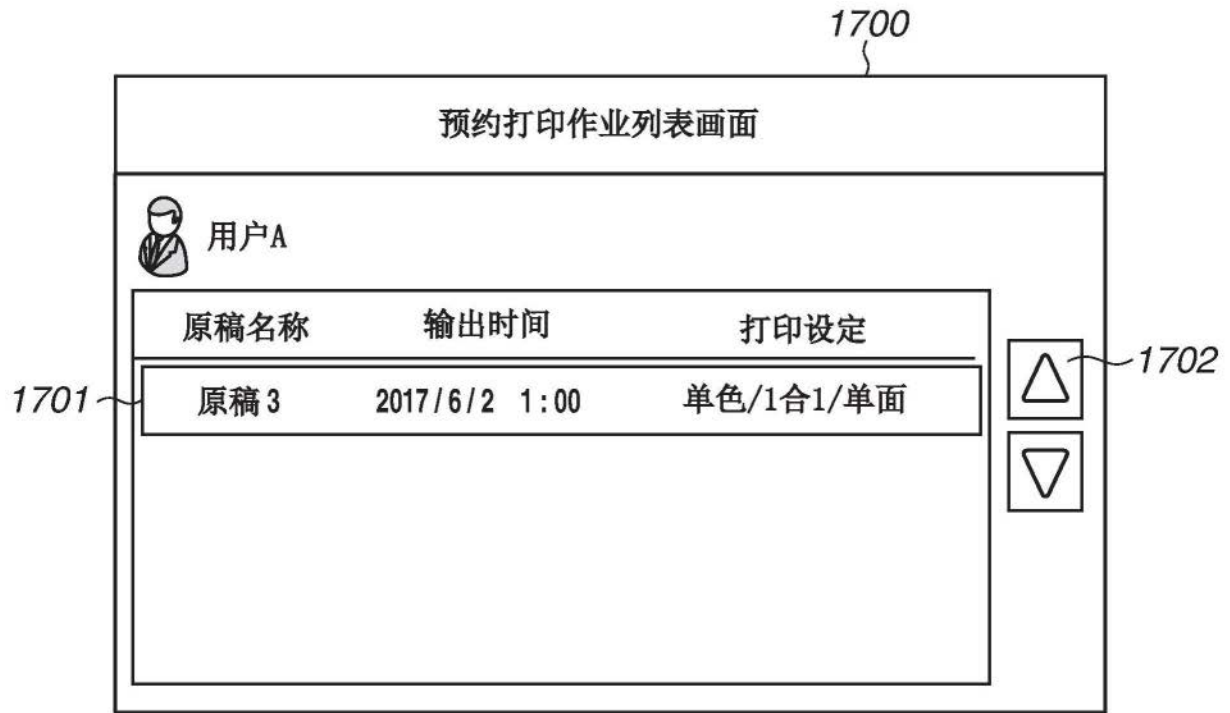 1700
预约打印作业列表画面
用户A
原稿名称 输出时间 打印设定
1702
1701 原稿3 2017/6/2 1:00 单色/1合1/单面